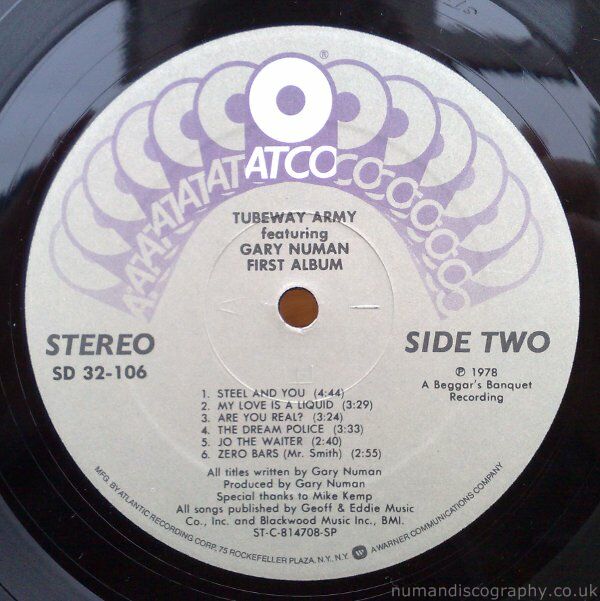 ®
ATCO
TUBEWAY ARMY
featuring
GARY NUMAN
FIRST ALBUM
STEREO
SD 32-106
SIDE TWO
℗ 1978
A Beggar's Banquet
Recording
1. STEEL AND YOU (4:44)
2. MY LOVE IS A LIQUID (3:29)
3. ARE YOU REAL? (3:24)
4. THE DREAM POLICE (3:33)
5. JO THE WAITER (2:40)
6. ZERO BARS (Mr. Smith) (2:55)
All titles written by Gary Numan
Produced by Gary Numan
Special thanks to Mike Kemp
All songs published by Geoff & Eddie Music
Co., Inc. and Blackwood Music Inc., BMI.
ST-C-814708-SP
MFG. BY ATLANTIC RECORDING CORP., 75 ROCKEFELLER PLAZA, N.Y., N.Y. W A WARNER COMMUNICATIONS COMPANY
numandiscography.co.uk